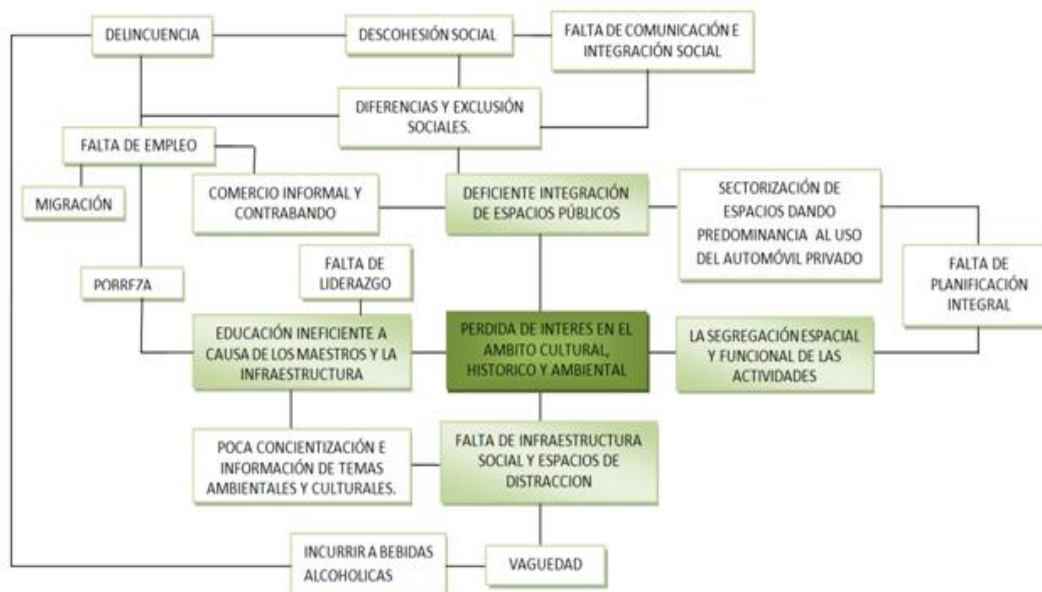 DELINCUENCIA
DESCOHESIÓN SOCIAL
FALTA DE COMUNICACIÓN E
INTEGRACIÓN SOCIAL
DIFERENCIAS Y EXCLUSIÓN
SOCIALES.
FALTA DE EMPLEO
MIGRACIÓN
COMERCIO INFORMAL Y
CONTRABANDO
DEFICIENTE INTEGRACIÓN
DE ESPACIOS PÚBLICOS
SECTORIZACIÓN DE
ESPACIOS DANDO
PREDOMINANCIA AL USO
DEL AUTOMÓVIL PRIVADO
FALTA DE
PLANIFICACIÓN
INTEGRAL
POBREZA
FALTA DE
LIDERAZGO
EDUCACIÓN INEFICIENTE A
CAUSA DE LOS MAESTROS Y LA
INFRAESTRUCTURA
PERDIDA DE INTERES EN EL
AMBITO CULTURAL,
HISTORICO Y AMBIENTAL
LA SEGREGACIÓN ESPACIAL
Y FUNCIONAL DE LAS
ACTIVIDADES
POCA CONCIENTIZACIÓN E
INFORMACIÓN DE TEMAS
AMBIENTALES Y CULTURALES.
FALTA DE INFRAESTRUCTURA
SOCIAL Y ESPACIOS DE
DISTRACCION
INCURRIR A BEBIDAS
ALCOHOLICAS
VAGUEDAD